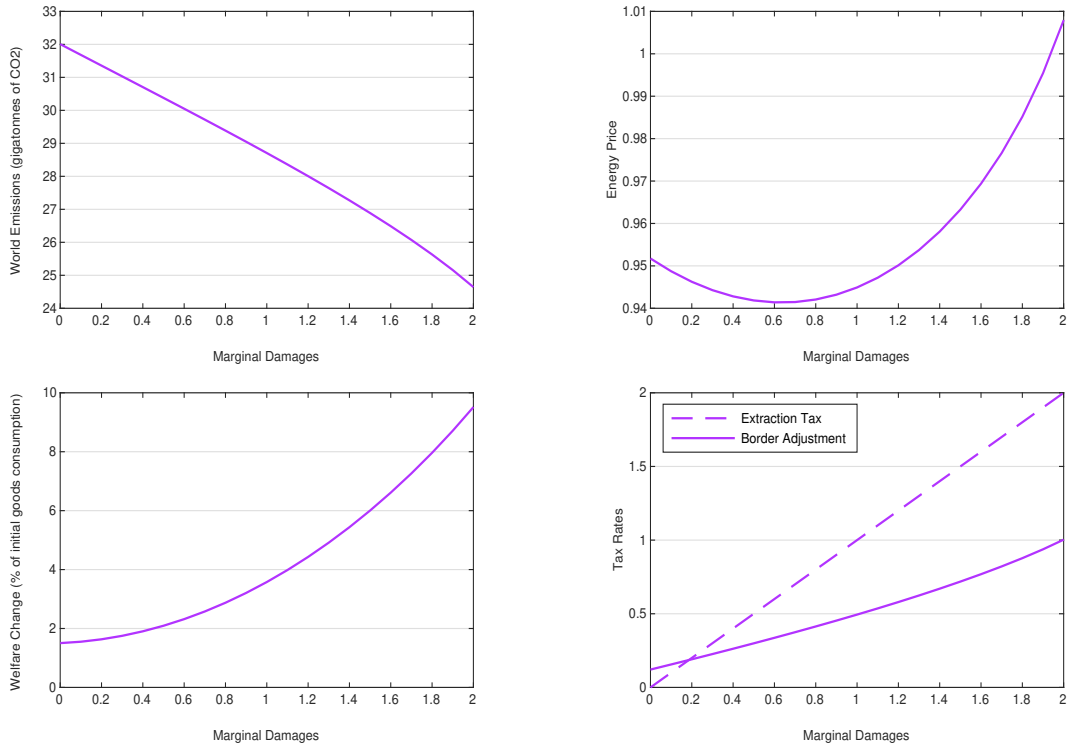 World Emissions (gigatonnes of CO2)
32
31
30
29
28
27
26
25
24
0 0.2 0.4 0.6 0.8 1 1.2 1.4 1.6 1.8 2
Marginal Damages
Energy Price
1.01
1
0.99
0.98
0.97
0.96
0.95
0.94
0 0.2 0.4 0.6 0.8 1 1.2 1.4 1.6 1.8 2
Marginal Damages
Welfare Change (% of initial goods consumption)
10
8
6
4
2
0
0 0.2 0.4 0.6 0.8 1 1.2 1.4 1.6 1.8 2
Marginal Damages
Tax Rates
2
1.5
1
0.5
0
Extraction Tax
Border Adjustment
0 0.2 0.4 0.6 0.8 1 1.2 1.4 1.6 1.8 2
Marginal Damages